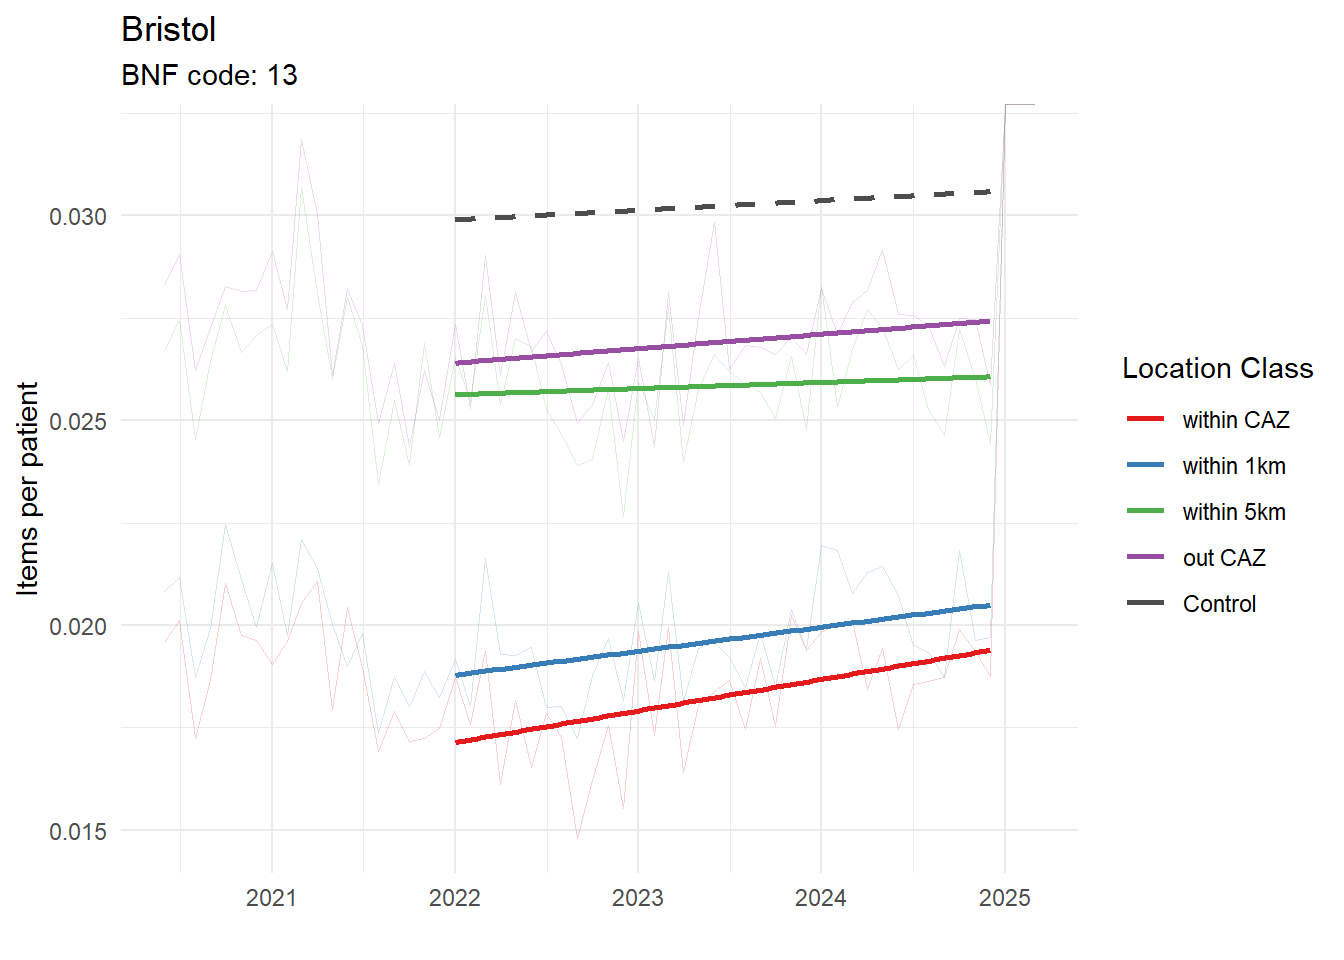 Bristol
BNF code: 13
Items per patient
0.030
0.025
0.020
0.015
2021
2022
2023
2024
2025
Location Class
within CAZ
within 1km
within 5km
out CAZ
Control